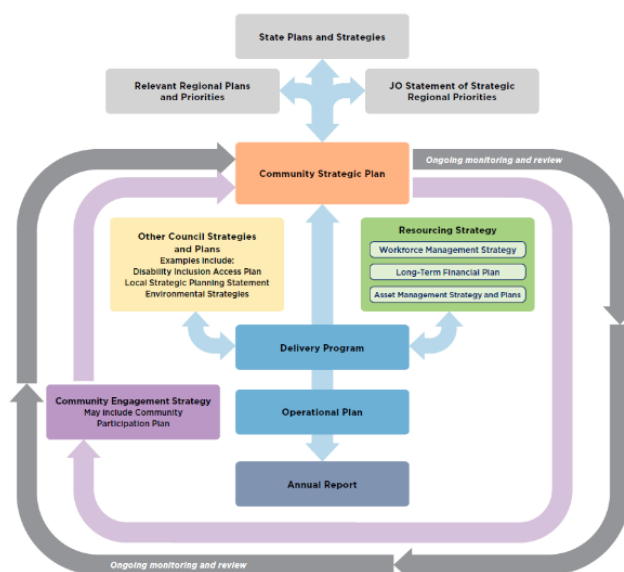 State Plans and Strategies
Relevant Regional Plans
and Priorities
JO Statement of Strategic
Regional Priorities
Community Strategic Plan
Ongoing monitoring and review
Other Council Strategies
and Plans
Examples include:
Disability Inclusion Access Plan
Local Strategic Planning Statement
Environmental Strategies
Resourcing Strategy
Workforce Management Strategy
Long-Term Financial Plan
Asset Management Strategy and Plans
Delivery Program
Community Engagement Strategy
May include Community
Participation Plan
Operational Plan
Annual Report
Ongoing monitoring and review